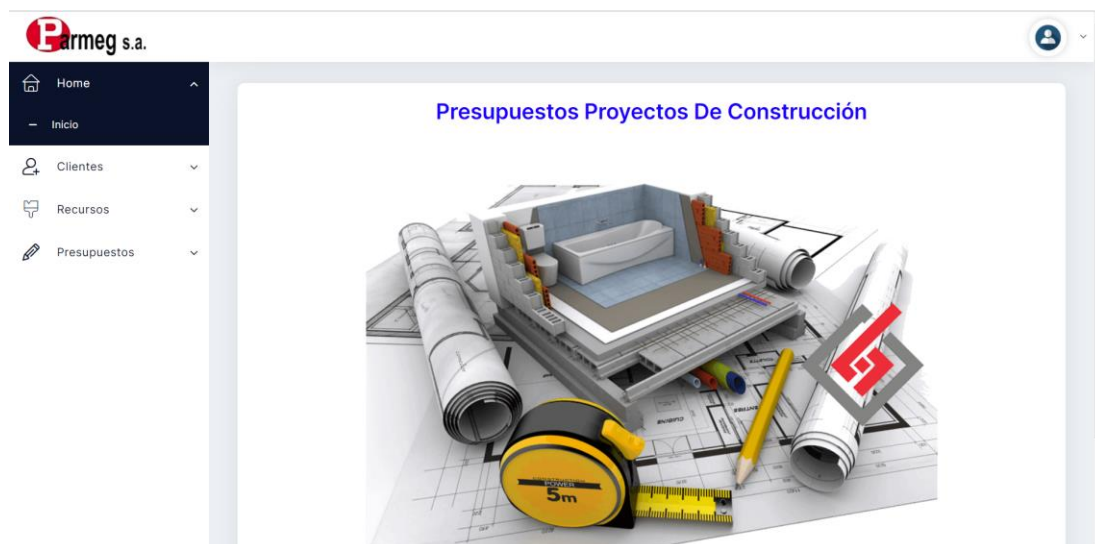 Parmeg s.a.
Home
Inicio
Clientes
Recursos
Presupuestos
Presupuestos Proyectos De Construcción
POWER
5m